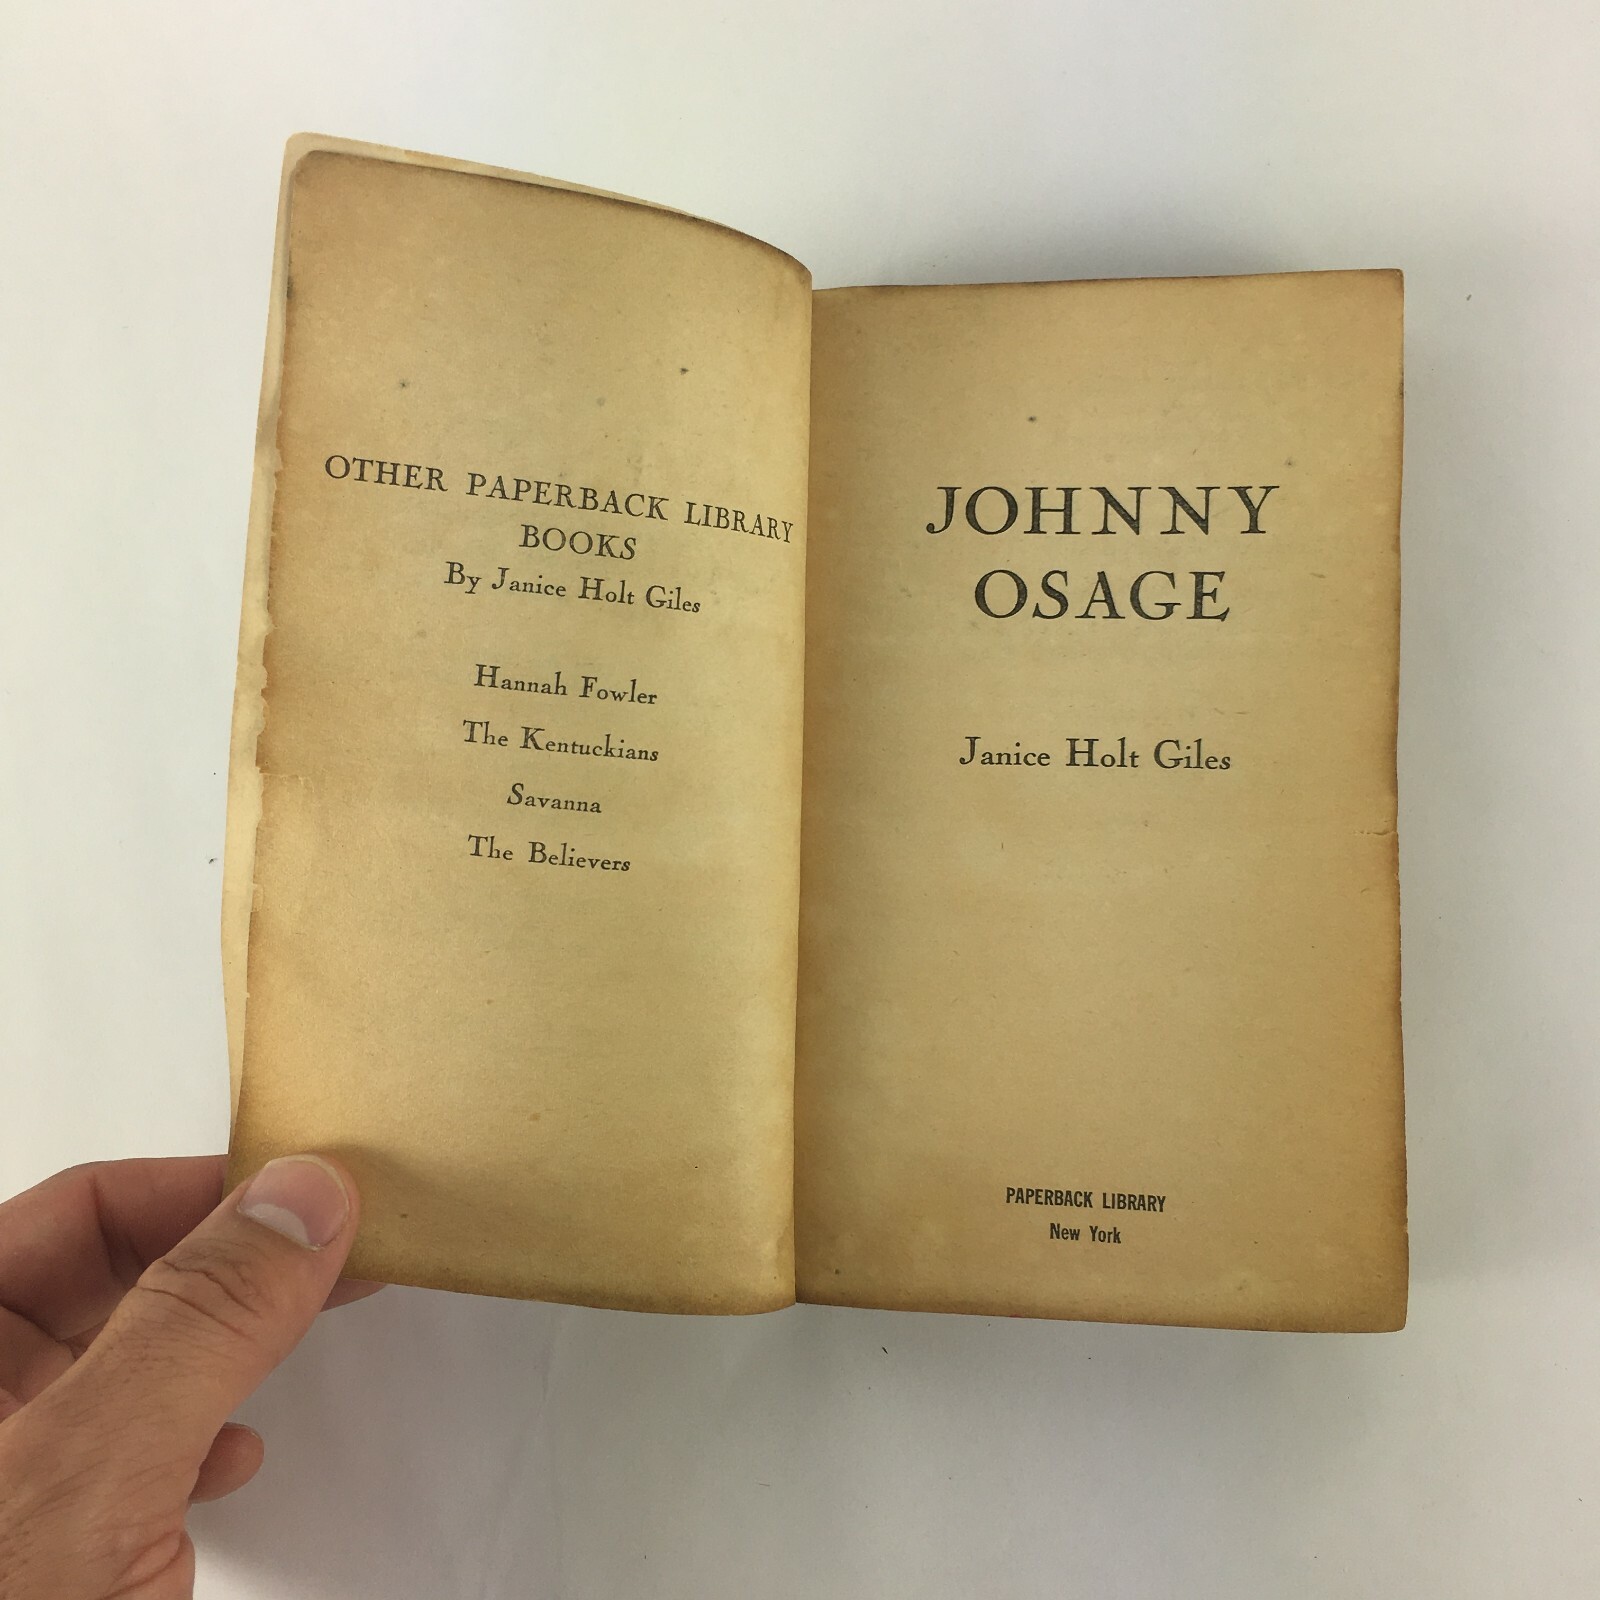 OTHER PAPERBACK LIBRARY
BOOKS
By Janice Holt Giles
Hannah Fowler
The Kentuckians
Savanna
The Believers
JOHNNY
OSAGE
Janice Holt Giles
PAPERBACK LIBRARY
New York